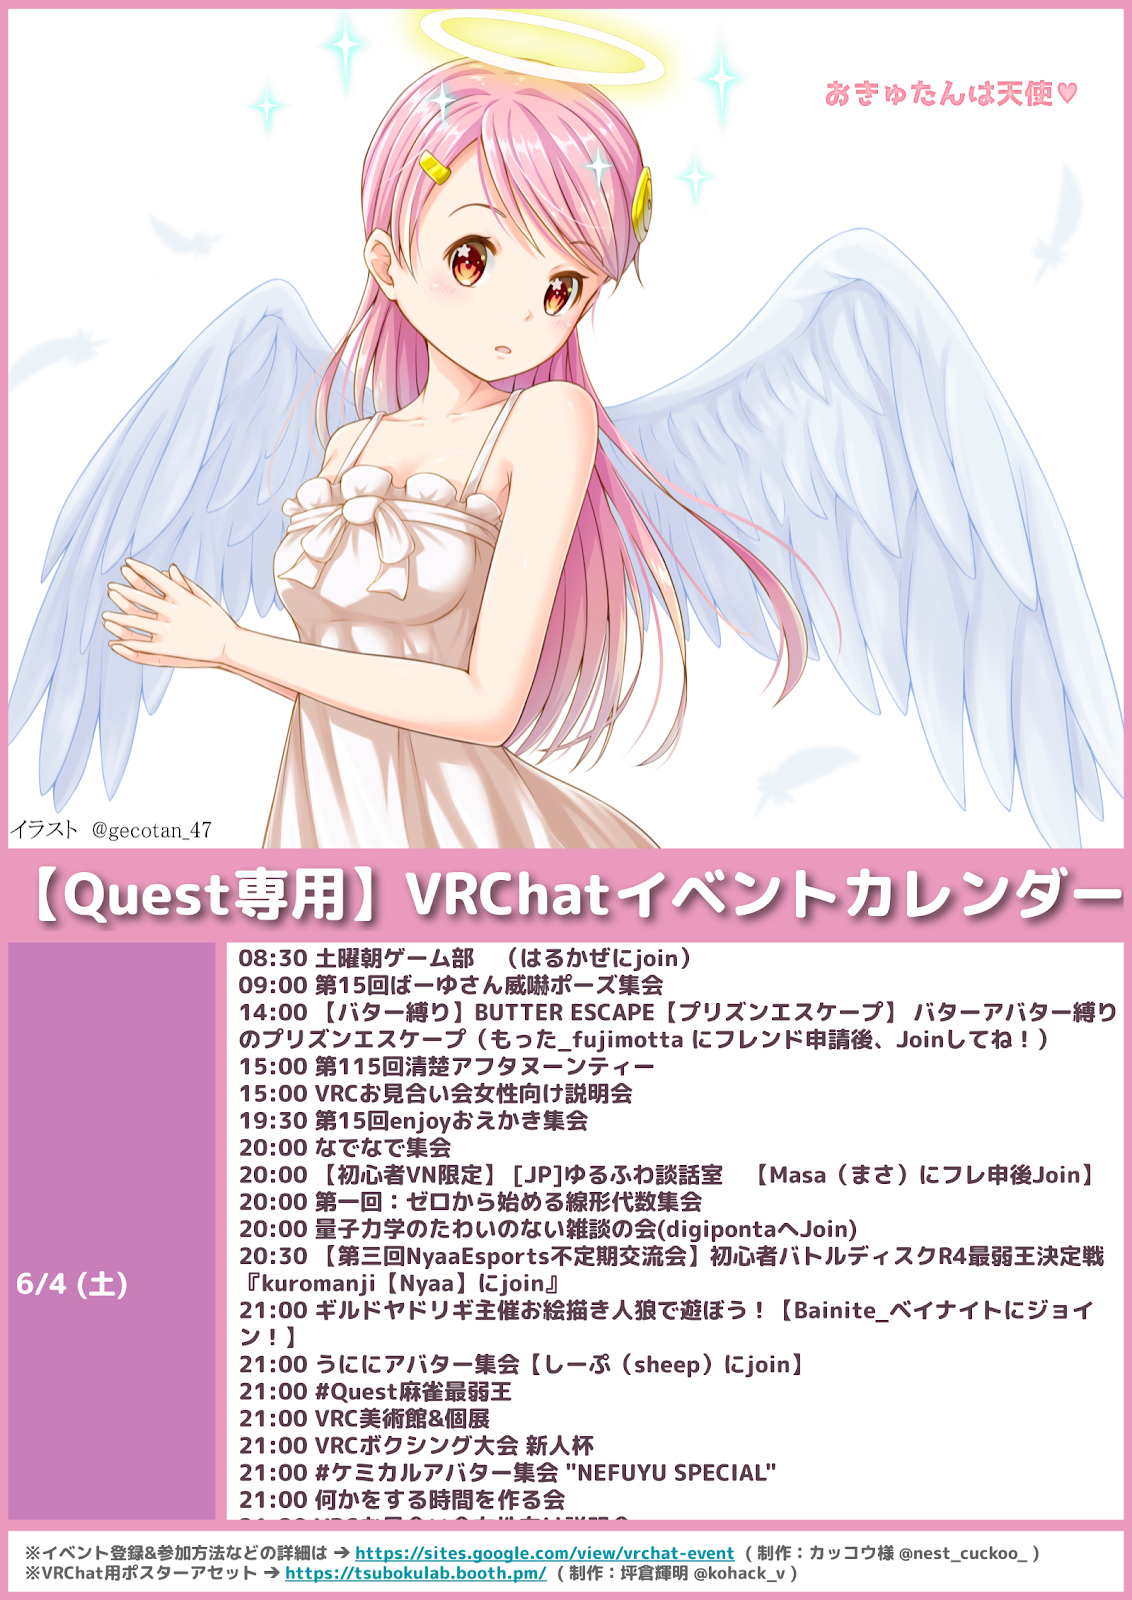 おきゅたんは天使♥
イラスト @gecotan_47
【Quest専用】VRChatイベントカレンダー
6/4 (土)
08:30 土曜朝ゲーム部　（はるかぜにjoin）
09:00 第15回ばーゆさん威嚇ポーズ集会
14:00 【バター縛り】BUTTER ESCAPE【プリズンエスケープ】 バターアバター縛り
のプリズンエスケープ（もった_fujimotta にフレンド申請後、Joinしてね！）
15:00 第115回清楚アフタヌーンティー
15:00 VRCお見合い会女性向け説明会
19:30 第15回enjoyおえかき集会
20:00 なでなで集会
20:00 【初心者VN限定】 [JP]ゆるふわ談話室　【Masa（まさ）にフレ申後Join】
20:00 第一回：ゼロから始める線形代数集会
20:00 量子力学のたわいのない雑談の会(digipontaへJoin)
20:30 【第三回NyaaEsports不定期交流会】初心者バトルディスクR4最弱王決定戦
『kuromanji【Nyaa】にjoin』
21:00 ギルドヤドリギ主催お絵描き人狼で遊ぼう！【Bainite_ベイナイトにジョイ
ン！】
21:00 うににアバター集会【しーぷ（sheep）にjoin】
21:00 #Quest麻雀最弱王
21:00 VRC美術館&個展
21:00 VRCボクシング大会 新人杯
21:00 #ケミカルアバター集会 "NEFUYU SPECIAL"
21:00 何かをする時間を作る会
※イベント登録&参加方法などの詳細は ➔ https://sites.google.com/view/vrchat-event ( 制作：カッコウ様 @nest_cuckoo_ )
※VRChat用ポスターアセット ➔ https://tsubokulab.booth.pm/ ( 制作：坪倉輝明 @kohack_v )